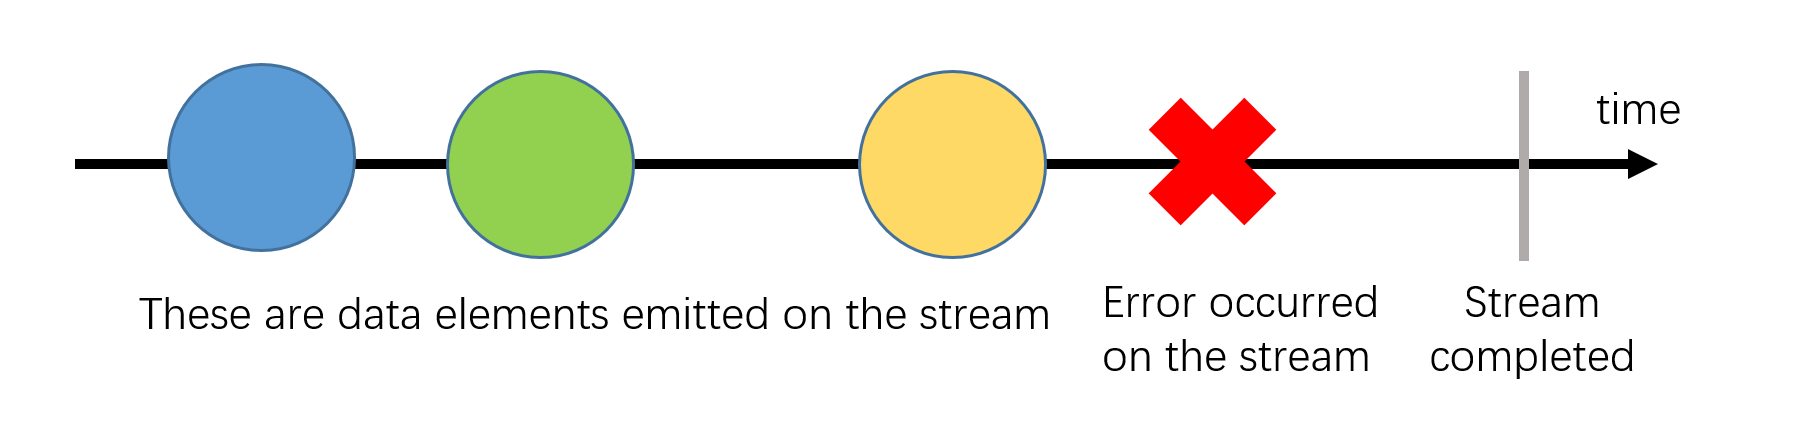 time
These are data elements emitted on the stream
Error occurred
on the stream
Stream
completed